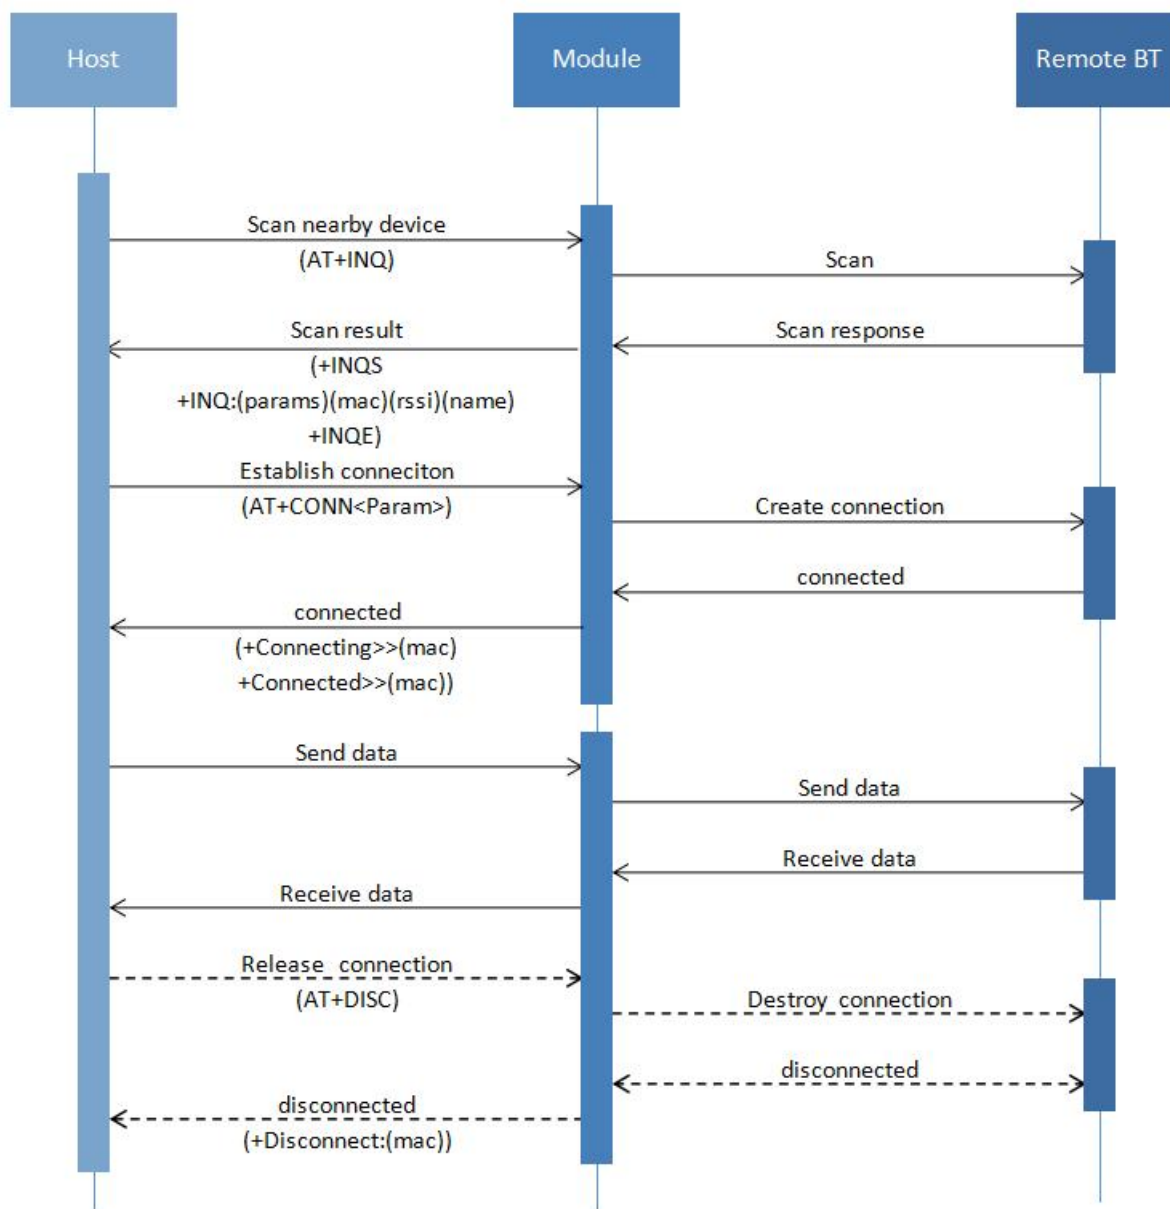 Host
Module
Remote BT
Scan nearby device
(AT+INQ)
Scan
Scan result
Scan response
(+INQS
+INQ:(params)(mac)(rssi)(name)
+INQE)
Establish conneciton
(AT+CONN<Param>)
Create connection
connected
connected
(+Connecting>>(mac)
+Connected>>(mac))
Send data
Send data
Receive data
Receive data
Release connection
(AT+DISC)
Destroy connection
disconnected
disconnected
(+Disconnect:(mac))